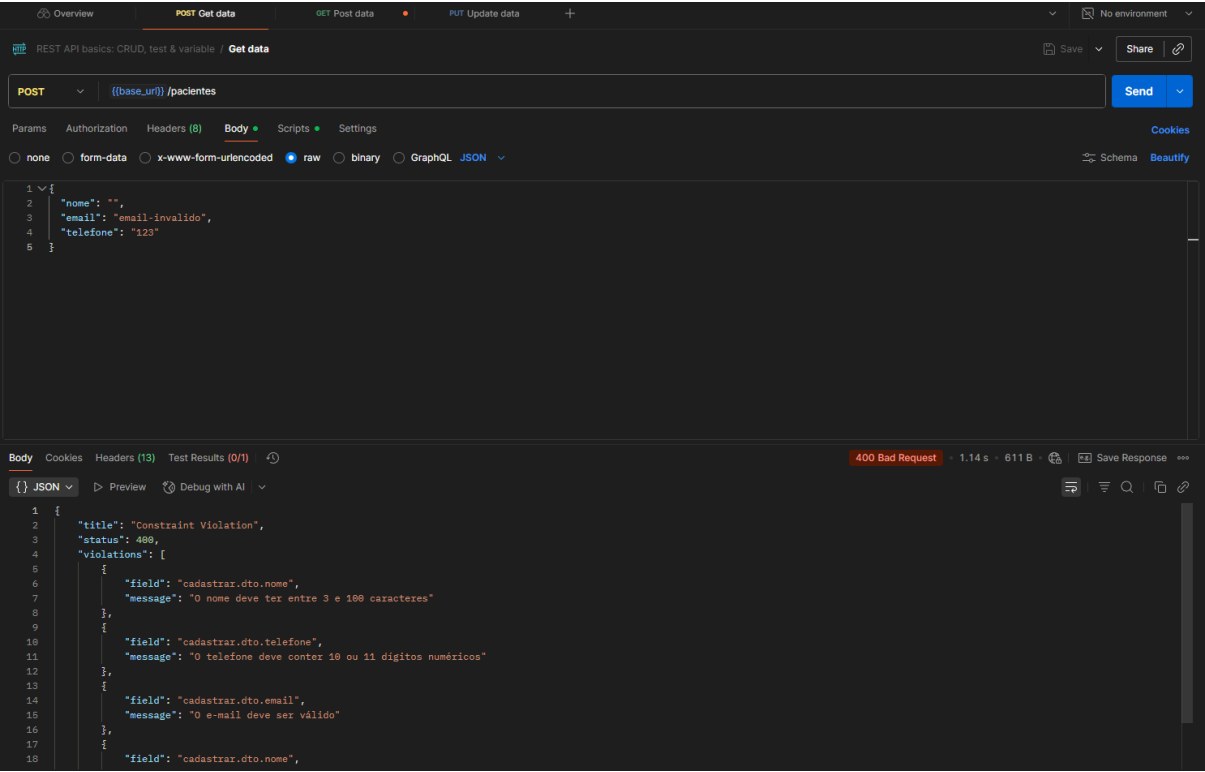 Overview POST Get data GET Post data PUT Update data + No environment
HTTP REST API basics: CRUD, test & variable / Get data Save Share
POST {{base_url}} /pacientes Send
Params Authorization Headers (8) Body Scripts Settings Cookies
none form-data x-www-form-urlencoded raw binary GraphQL JSON Schema Beautify
1 {
2 "nome": "",
3 "email": "email-invalido",
4 "telefone": "123"
5 }
Body Cookies Headers (13) Test Results (0/1) 400 Bad Request 1.14 s 611 B Save Response
{} JSON Preview Debug with AI
1 {
2 "title": "Constraint Violation",
3 "status": 400,
4 "violations": [
5 {
6 "field": "cadastrar.dto.nome",
7 "message": "O nome deve ter entre 3 e 100 caracteres"
8 },
9 {
10 "field": "cadastrar.dto.telefone",
11 "message": "O telefone deve conter 10 ou 11 dígitos numéricos"
12 },
13 {
14 "field": "cadastrar.dto.email",
15 "message": "O e-mail deve ser válido"
16 },
17 {
18 "field": "cadastrar.dto.nome",